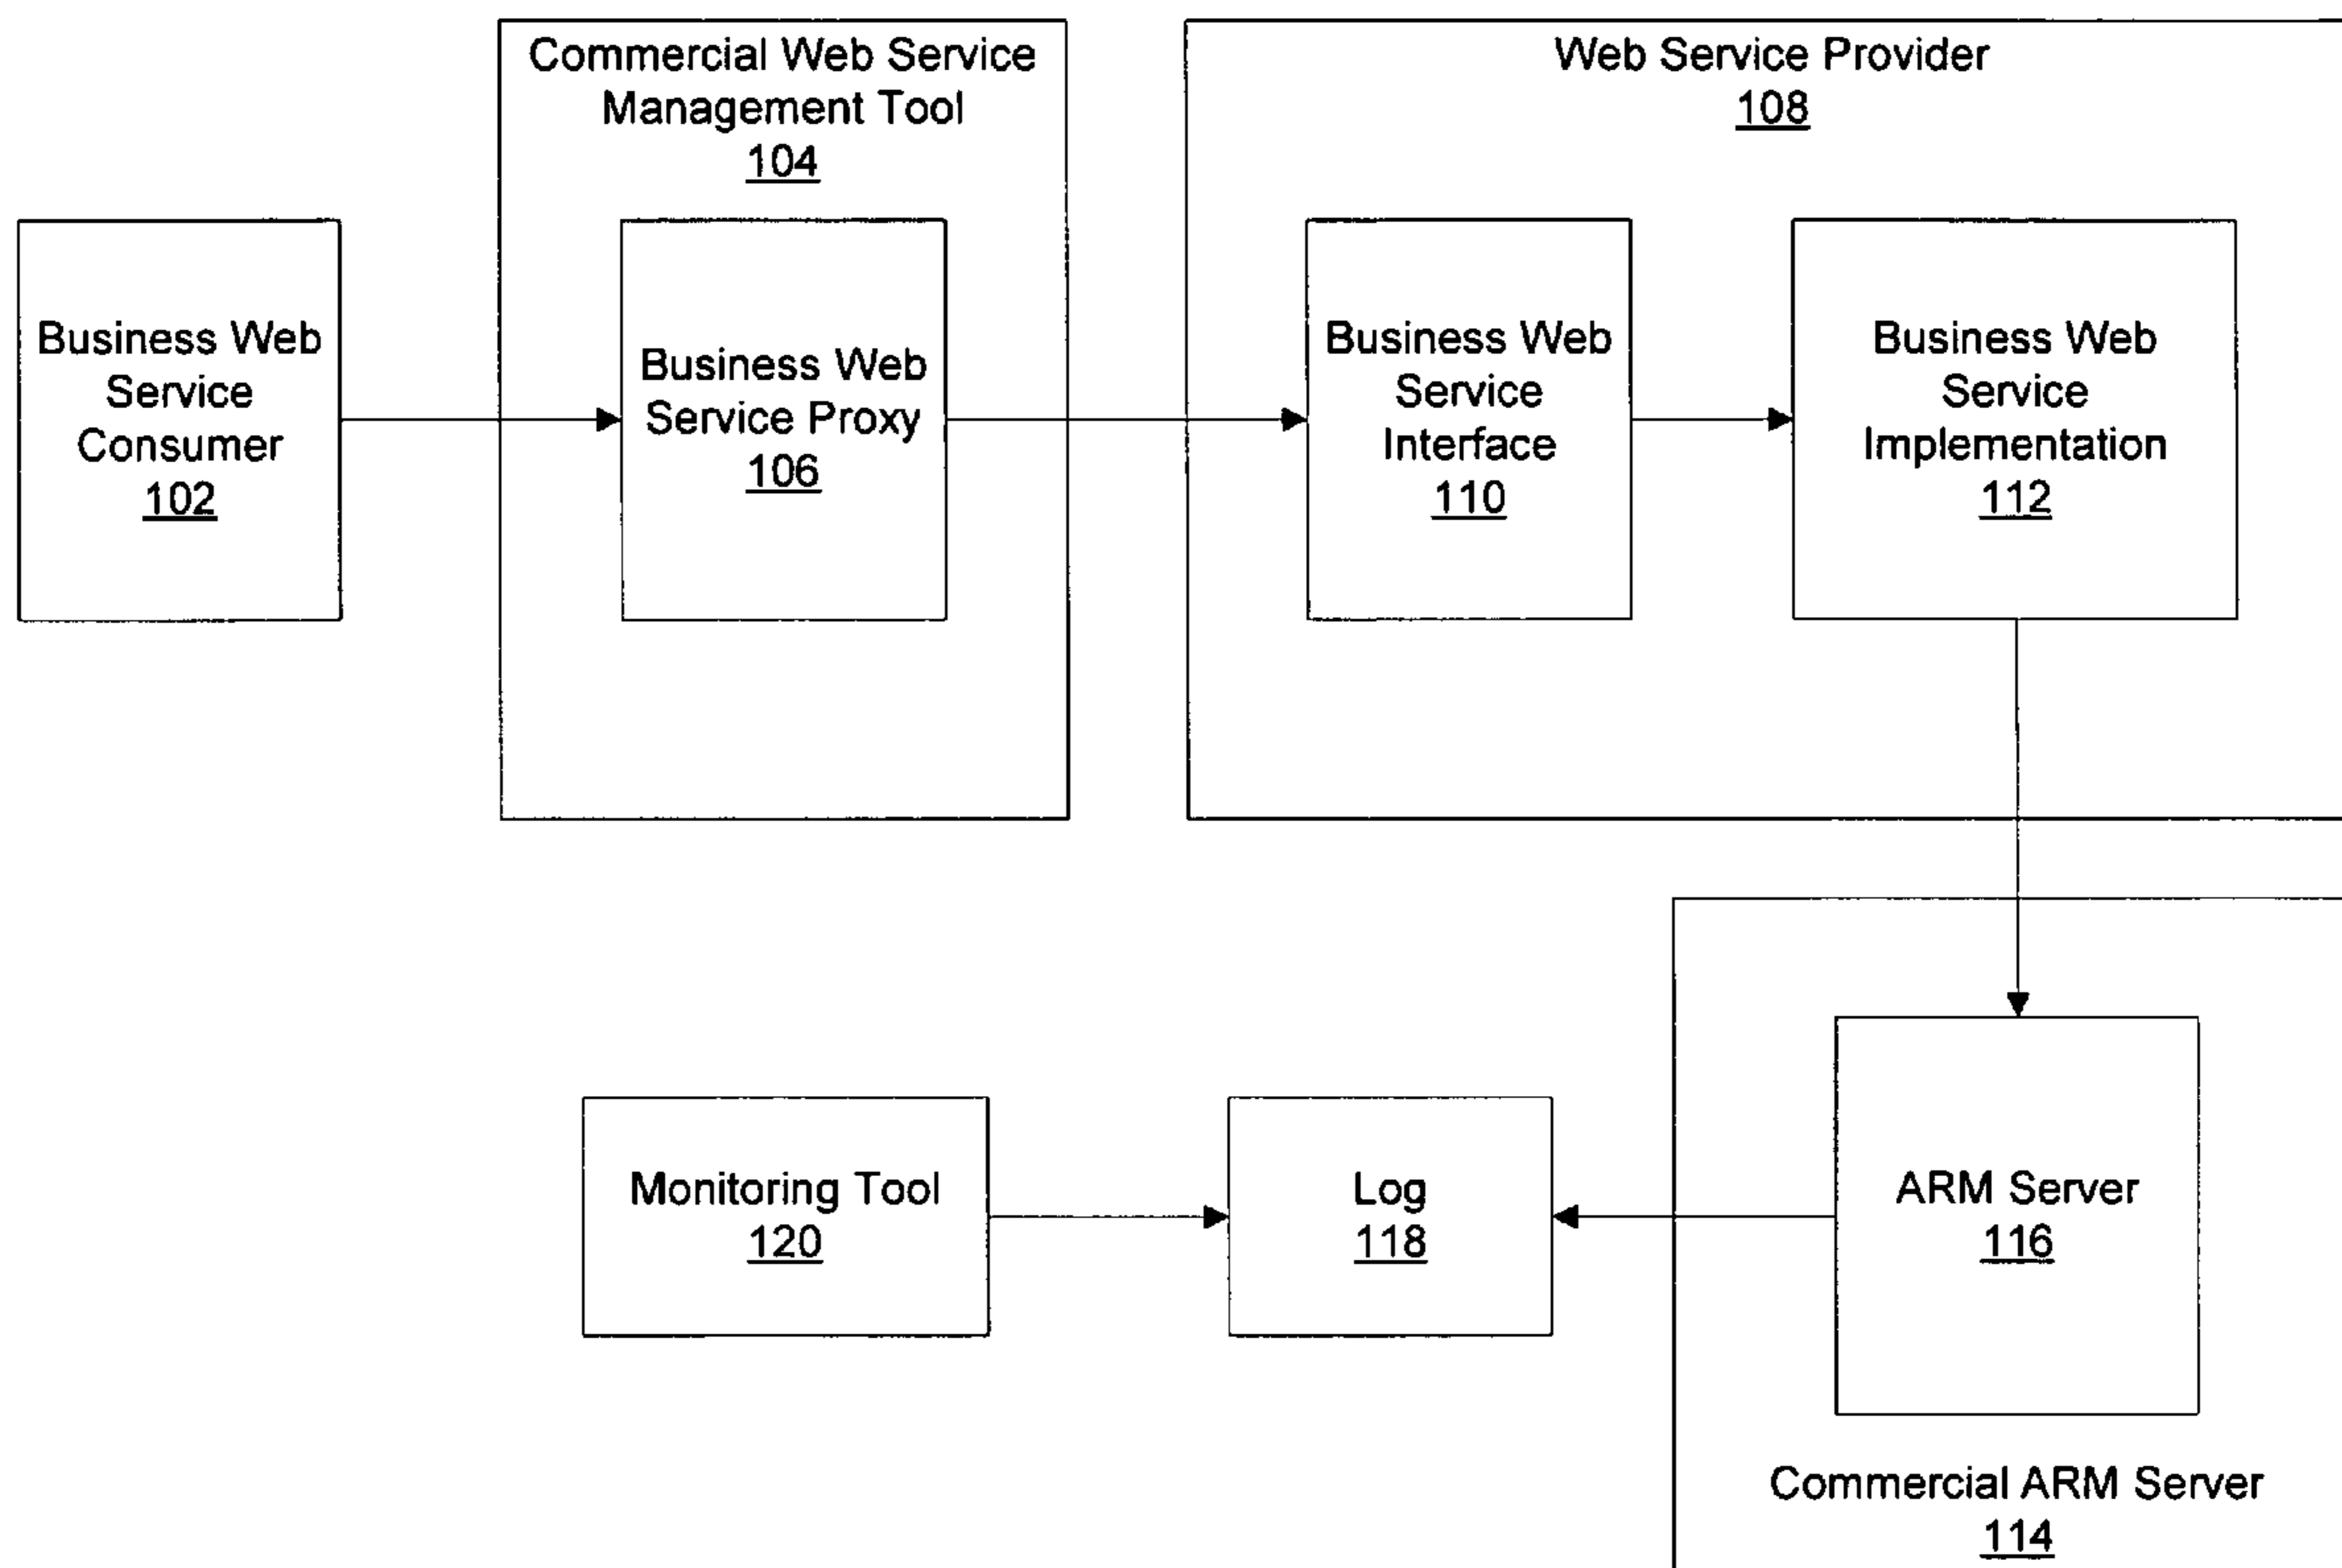 Commercial Web Service
Management Tool
104
Web Service Provider
108
Business Web
Service
Consumer
102
Business Web
Service Proxy
106
Business Web
Service
Interface
110
Business Web
Service
Implementation
112
Monitoring Tool
120
Log
118
ARM Server
116
Commercial ARM Server
114